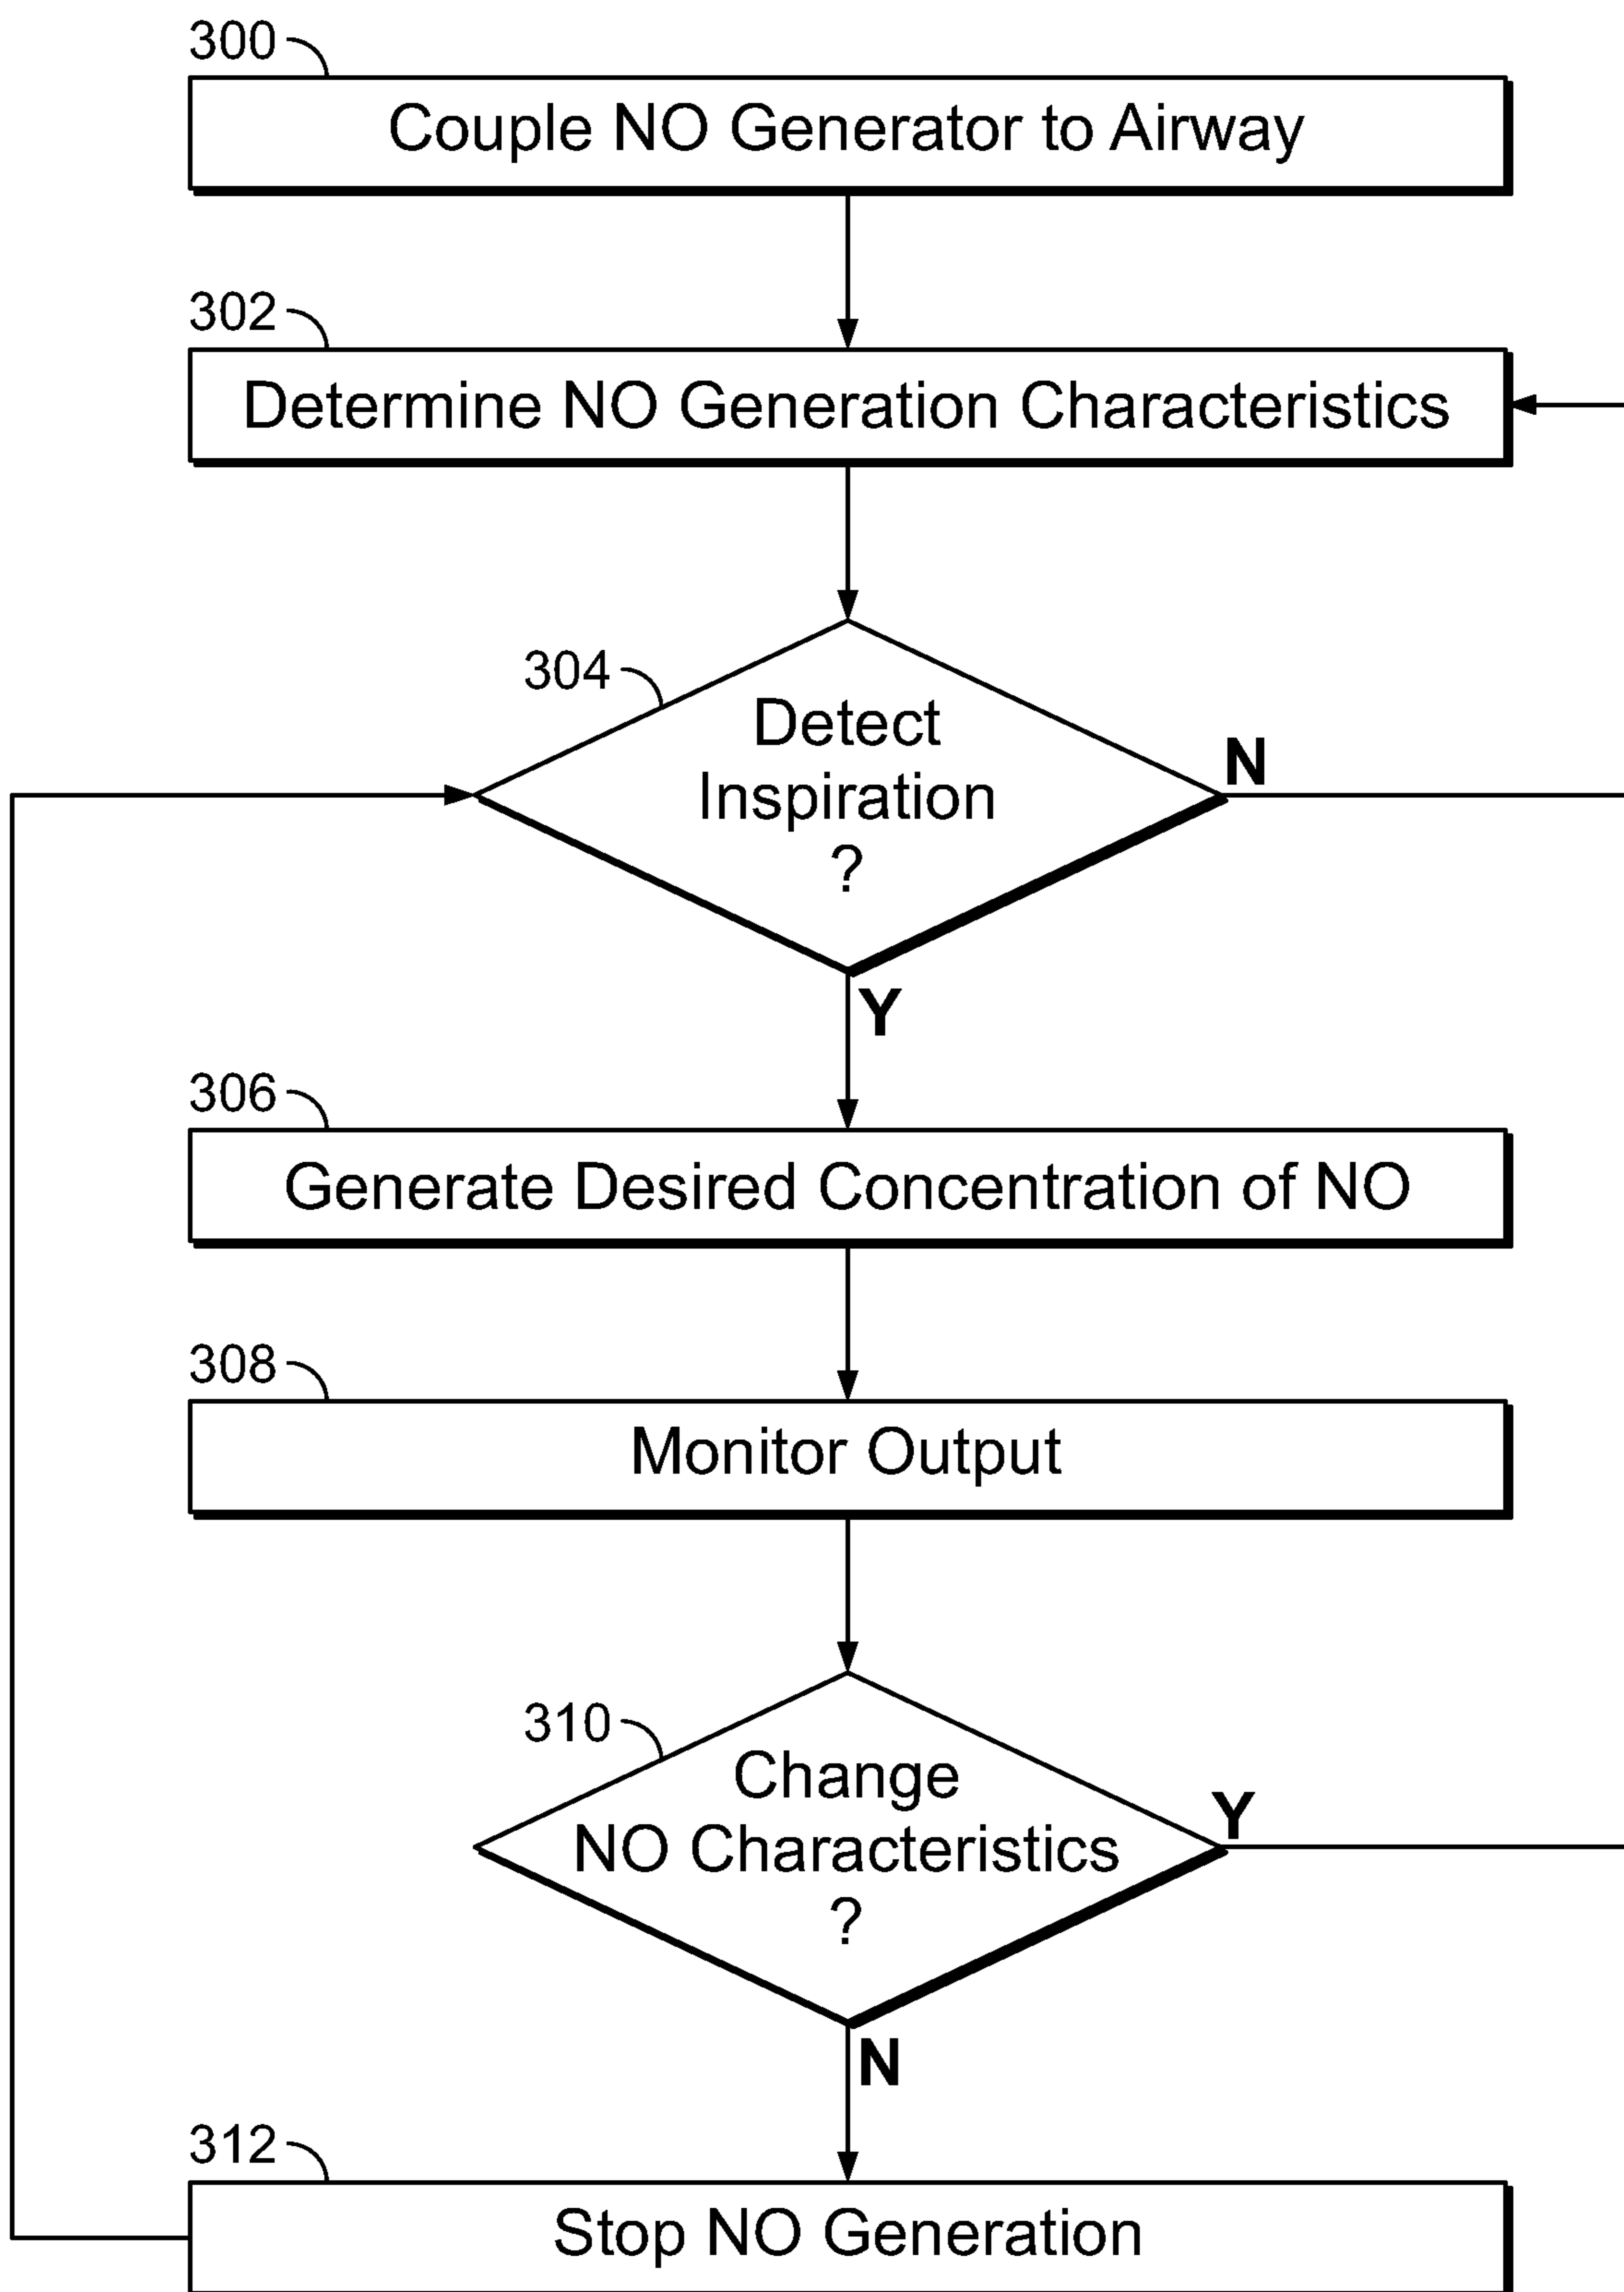 300
Couple NO Generator to Airway
302
Determine NO Generation Characteristics
304
Detect
Inspiration
?
N
Y
306
Generate Desired Concentration of NO
308
Monitor Output
310
Change
NO Characteristics
?
Y
N
312
Stop NO Generation